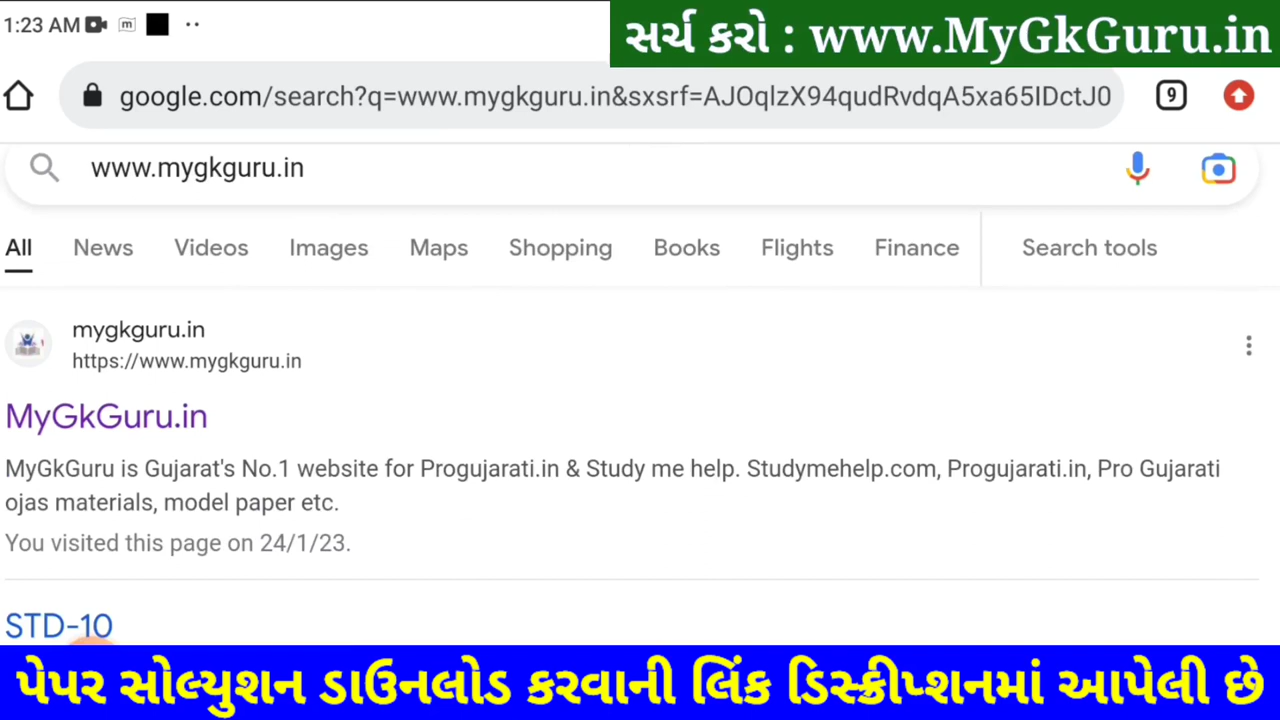 1:23 AM
સર્ચ કરો : www.MyGkGuru.in
google.com/search?q=www.mygkguru.in&sxsrf=AJOqlzX94qudRvdqA5xa65IDctJ0
9
www.mygkguru.in
All News Videos Images Maps Shopping Books Flights Finance Search tools
mygkguru.in
https://www.mygkguru.in
MyGkGuru.in
MyGkGuru is Gujarat's No.1 website for Progujarati.in & Study me help. Studymehelp.com, Progujarati.in, Pro Gujarati
ojas materials, model paper etc.
You visited this page on 24/1/23.
STD-10
પેપર સોલ્યુશન ડાઉનલોડ કરવાની લિંક ડિસ્ક્રીપ્શનમાં આપેલી છે